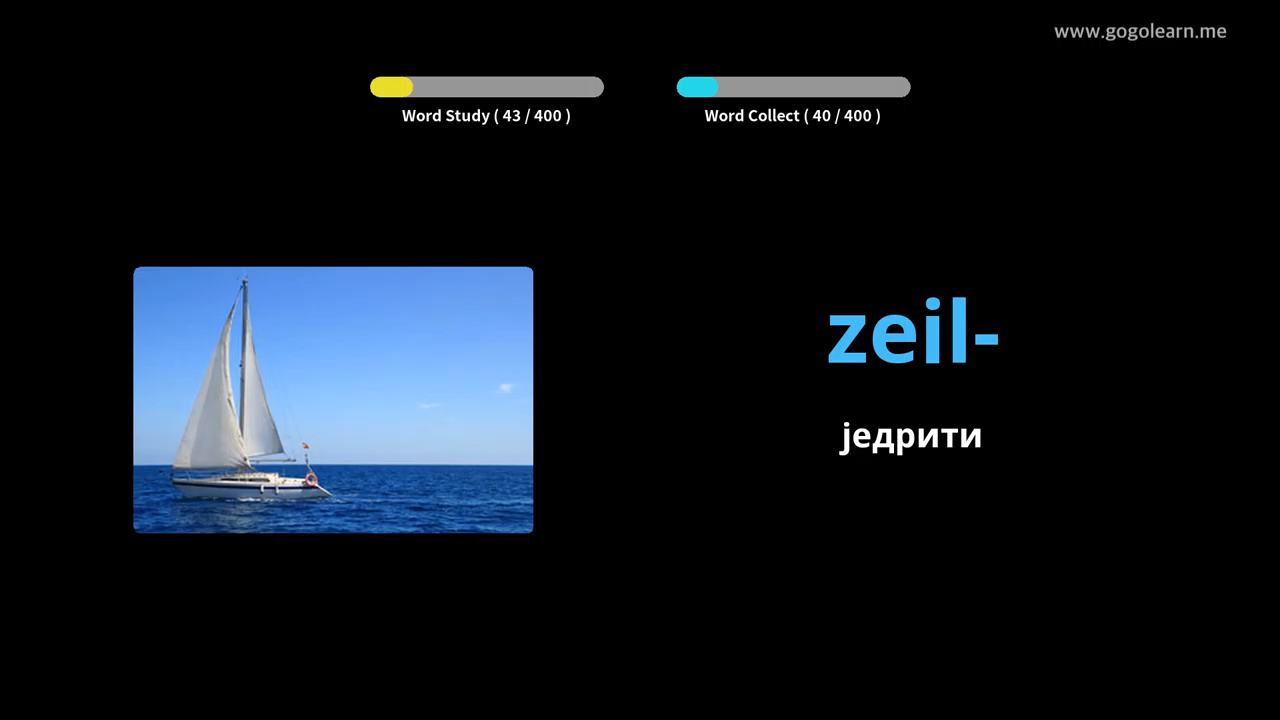 www.gogolearn.me
Word Study ( 43 / 400 )
Word Collect ( 40 / 400 )
zeil-
једрити